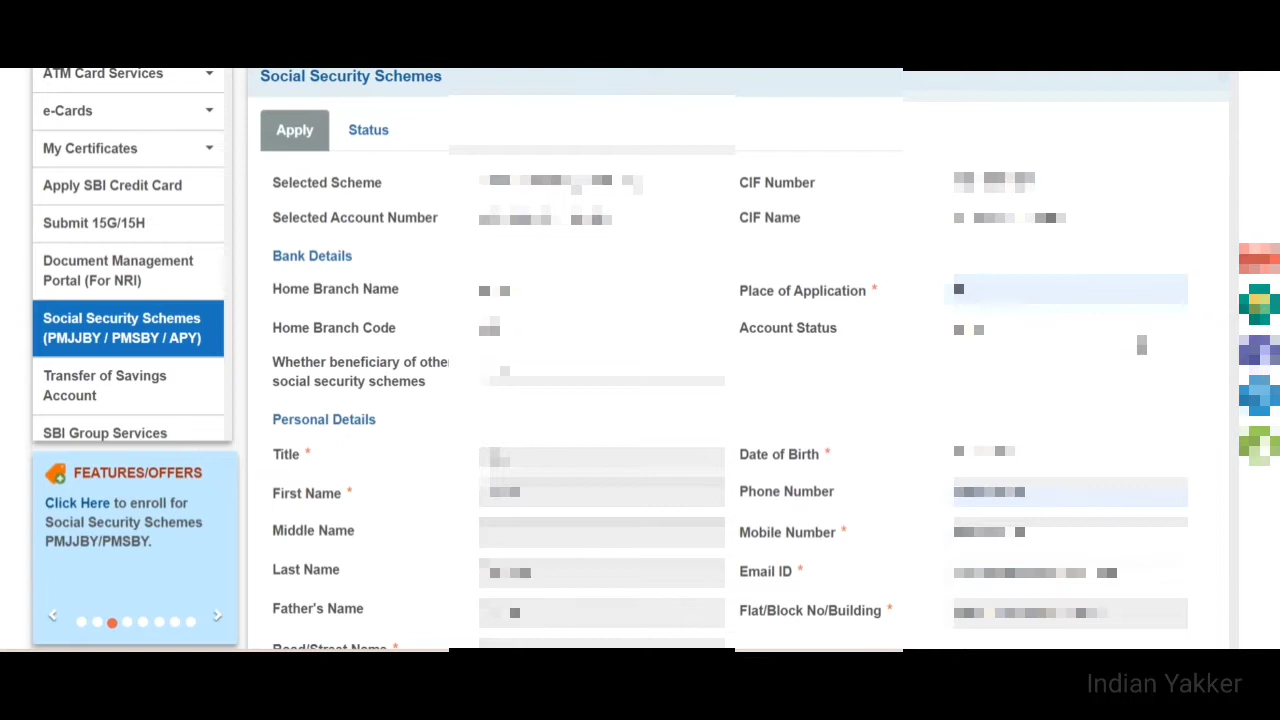 ATM Card Services
e-Cards
My Certificates
Apply SBI Credit Card
Submit 15G/15H
Document Management
Portal (For NRI)
Social Security Schemes
(PMJJBY / PMSBY / APY)
Transfer of Savings
Account
SBI Group Services
FEATURES/OFFERS
Click Here to enroll for
Social Security Schemes
PMJJBY/PMSBY.
Social Security Schemes
Apply Status
Selected Scheme CIF Number
Selected Account Number CIF Name
Bank Details
Home Branch Name Place of Application *
Home Branch Code Account Status
Whether beneficiary of othe
social security schemes
Personal Details
Title * Date of Birth *
First Name * Phone Number
Middle Name Mobile Number *
Last Name Email ID *
Father's Name Flat/Block No/Building *
Road/Street Name *
Indian Yakker